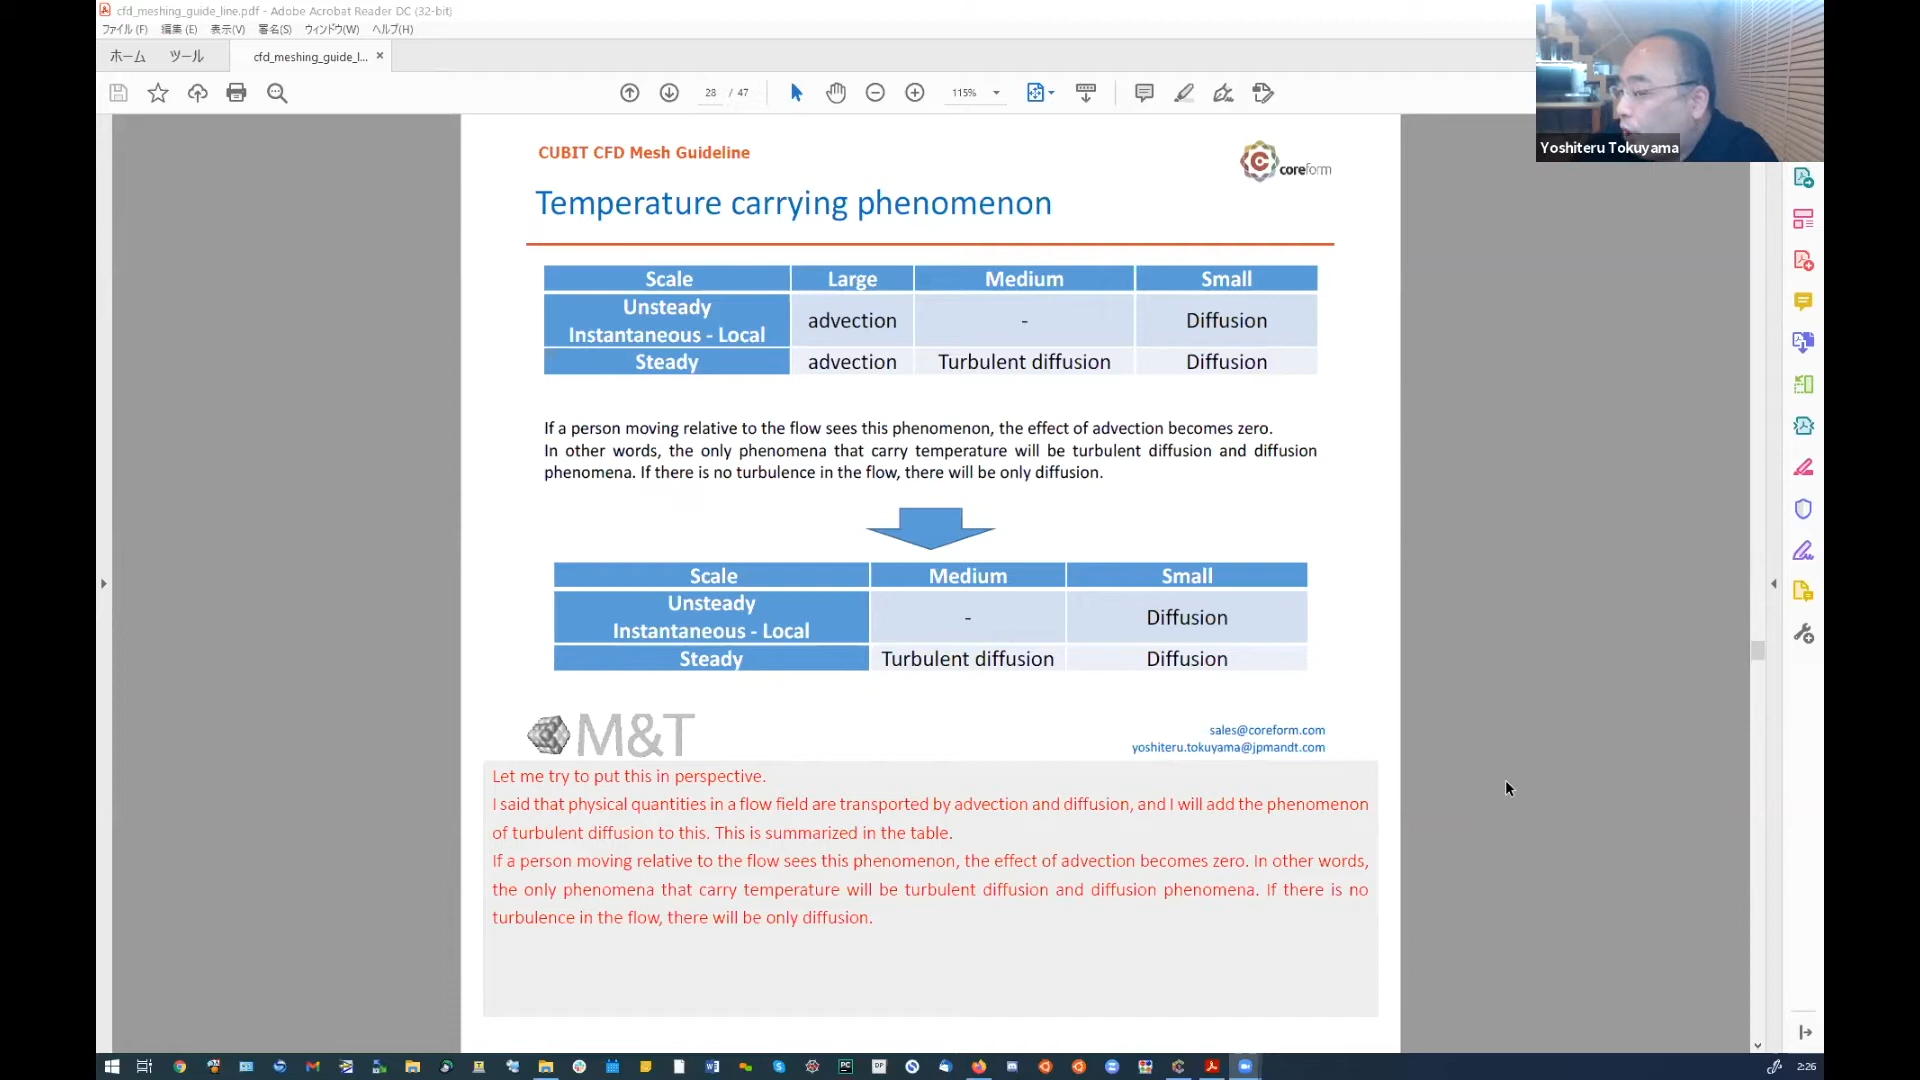 cfd_meshing_guide_line.pdf - Adobe Acrobat Reader DC (32-bit)
ファイル(F) 編集(E) 表示(V) 署名(S) ウィンドウ(W) ヘルプ(H)
ホーム ツール cfd_meshing_guide_l... ×
28 / 47 115%
Yoshiteru Tokuyama
CUBIT CFD Mesh Guideline
coreform
Temperature carrying phenomenon
Scale Large Medium Small
Unsteady
Instantaneous - Local advection - Diffusion
Steady advection Turbulent diffusion Diffusion
If a person moving relative to the flow sees this phenomenon, the effect of advection becomes zero.
In other words, the only phenomena that carry temperature will be turbulent diffusion and diffusion
phenomena. If there is no turbulence in the flow, there will be only diffusion.
Scale Medium Small
Unsteady
Instantaneous - Local - Diffusion
Steady Turbulent diffusion Diffusion
M&T
sales@coreform.com
yoshiteru.tokuyama@jpmandt.com
Let me try to put this in perspective.
I said that physical quantities in a flow field are transported by advection and diffusion, and I will add the phenomenon
of turbulent diffusion to this. This is summarized in the table.
If a person moving relative to the flow sees this phenomenon, the effect of advection becomes zero. In other words,
the only phenomena that carry temperature will be turbulent diffusion and diffusion phenomena. If there is no
turbulence in the flow, there will be only diffusion.
2:26